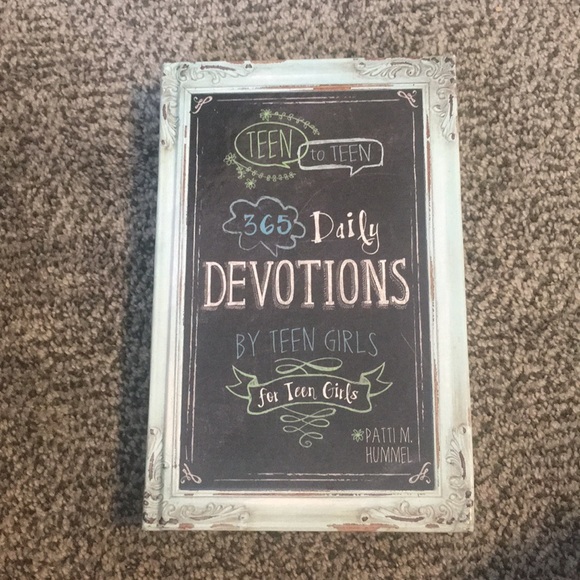 TEEN to TEEN
365 Daily
DEVOTIONS
BY TEEN GIRLS
for Teen Girls
PATTI M.
HUMMEL